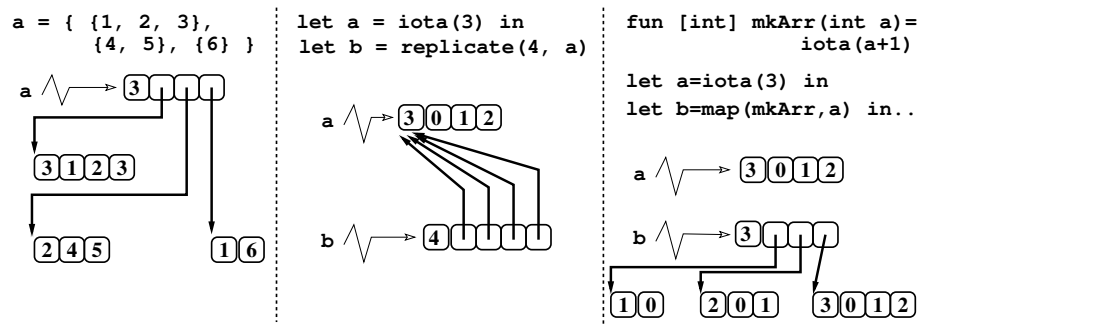 a = { {1, 2, 3},
{4, 5}, {6} }
a 3
3 1 2 3
2 4 5
1 6
let a = iota(3) in
let b = replicate(4, a)
a 3 0 1 2
b 4
fun [int] mkArr(int a)=
iota(a+1)
let a=iota(3) in
let b=map(mkArr,a) in..
a 3 0 1 2
b 3
1 0
2 0 1
3 0 1 2